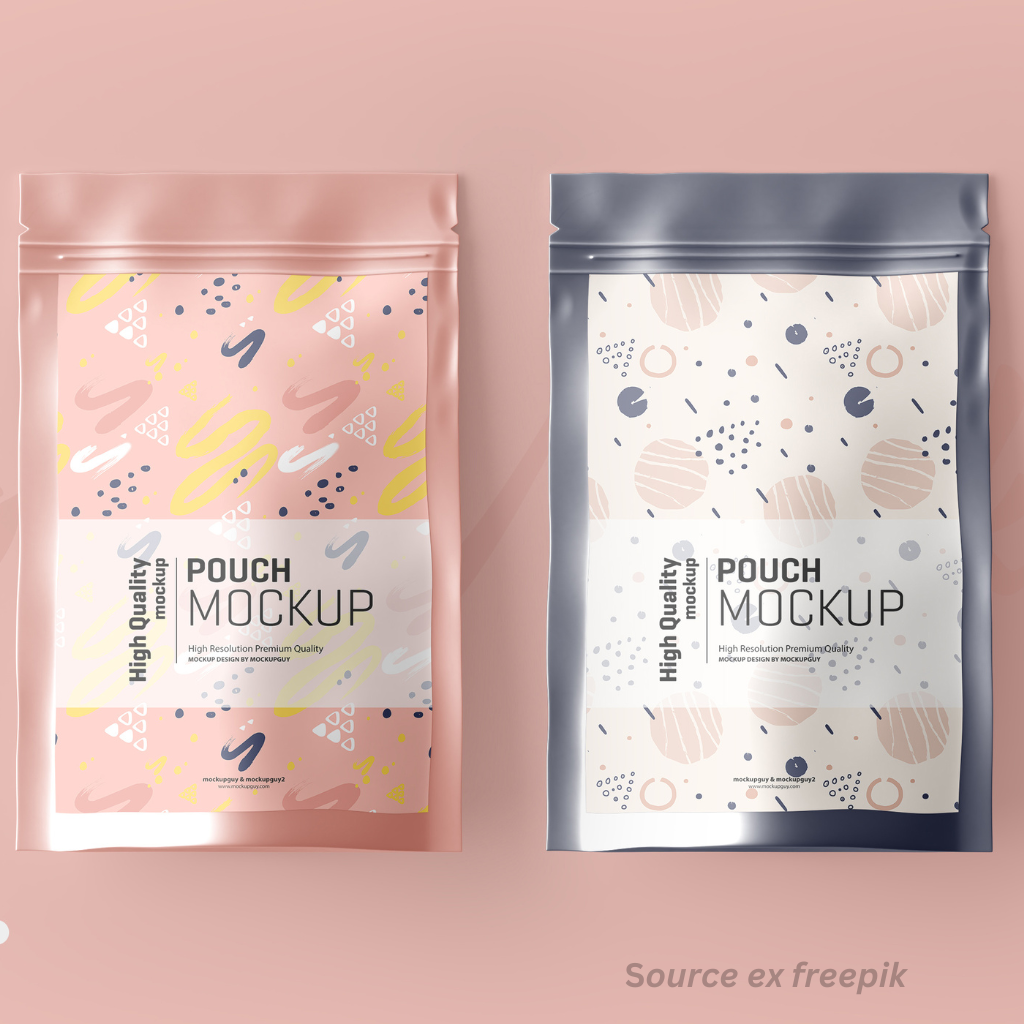 High Quality
mockup
POUCH
MOCKUP
High Resolution Premium Quality
MOCKUP DESIGN BY MOCKUPGUY
mockupguy & mockupguy2
www.mockupguy.com
High Quality
mockup
POUCH
MOCKUP
High Resolution Premium Quality
MOCKUP DESIGN BY MOCKUPGUY
mockupguy & mockupguy2
www.mockupguy.com
Source ex freepik